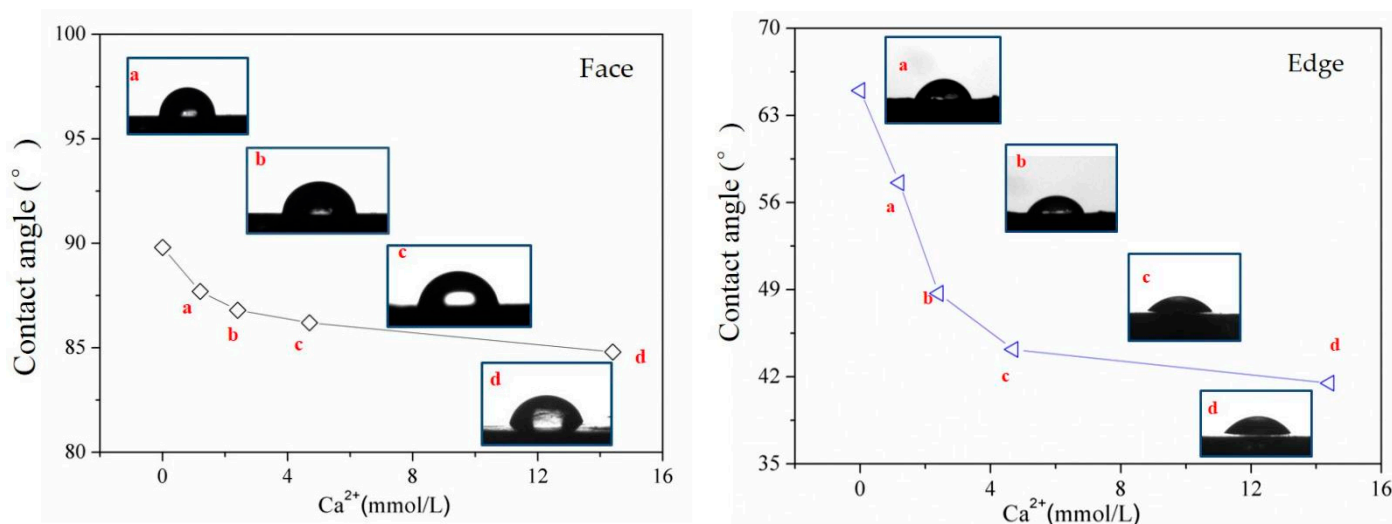 Contact angle(°)
100
95
90
85
80
Face
a
b
c
d
a
b
c
d
0
4
8
12
16
Ca²⁺(mmol/L)
Contact angle(°)
70
63
56
49
42
35
Edge
a
b
c
d
a
b
c
d
0
4
8
12
16
Ca²⁺(mmol/L)